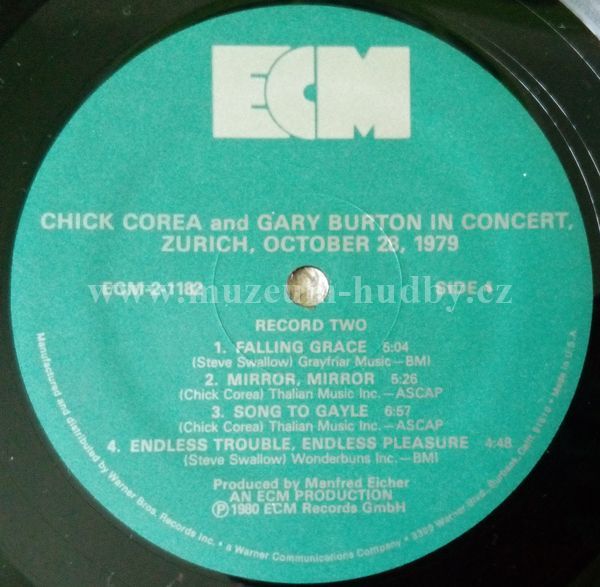 ECM
CHICK COREA and GARY BURTON IN CONCERT,
ZURICH, OCTOBER 28, 1979
ECM-2-1182
SIDE 4
www.muzeum-hudby.cz
RECORD TWO
1. FALLING GRACE 5:04
(Steve Swallow) Grayfriar Music—BMI
2. MIRROR, MIRROR 5:26
(Chick Corea) Thalian Music Inc.—ASCAP
3. SONG TO GAYLE 6:57
(Chick Corea) Thalian Music Inc.—ASCAP
4. ENDLESS TROUBLE, ENDLESS PLEASURE 4:48
(Steve Swallow) Wonderbuns Inc.—BMI
Produced by Manfred Eicher
AN ECM PRODUCTION
Ⓟ1980 ECM Records GmbH
Manufactured and distributed by Warner Bros. Records Inc. • a Warner Communications Company • 3300 Warner Blvd., Burbank, Calif. 91510 • Made in U.S.A.